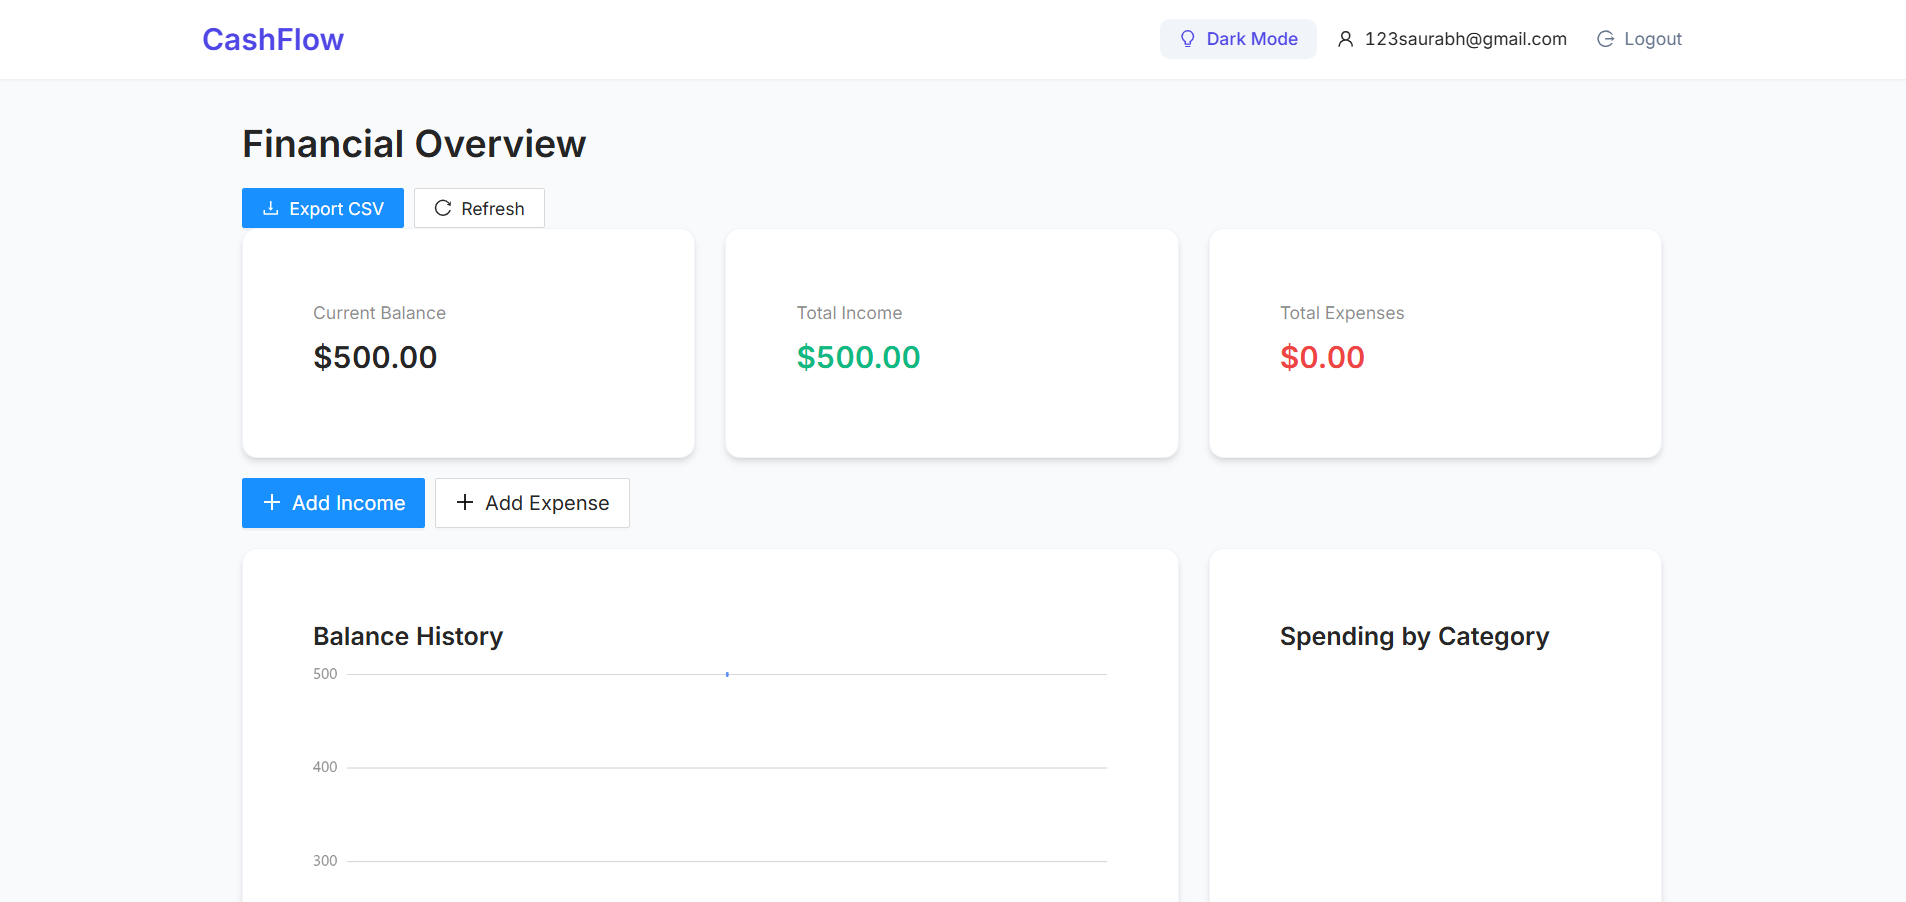 CashFlow
Dark Mode
123saurabh@gmail.com
Logout
Financial Overview
Export CSV
Refresh
Current Balance
$500.00
Total Income
$500.00
Total Expenses
$0.00
Add Income
Add Expense
Balance History
500
400
300
Spending by Category